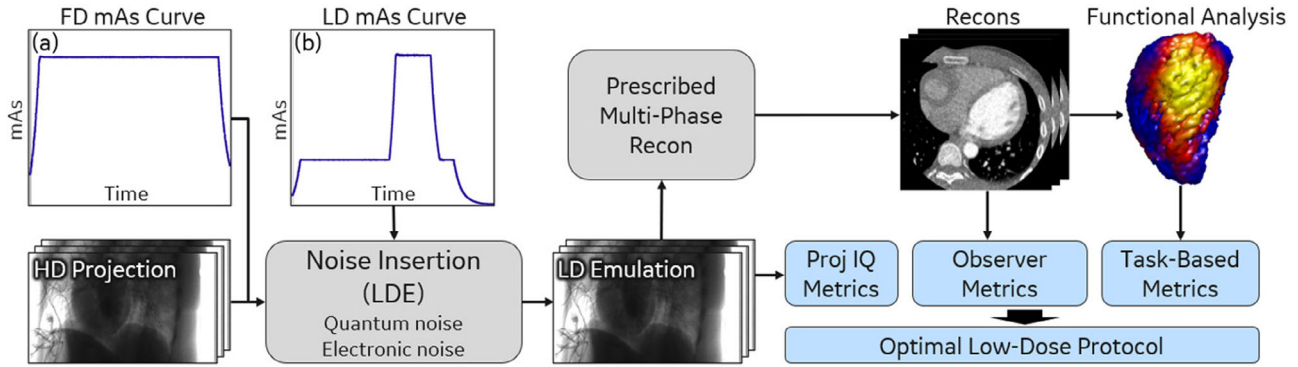 FD mAs Curve
(a)
mAs
Time
LD mAs Curve
(b)
mAs
Time
HD Projection
Noise Insertion
(LDE)
Quantum noise
Electronic noise
LD Emulation
Prescribed
Multi-Phase
Recon
Recons
Functional Analysis
Proj IQ
Metrics
Observer
Metrics
Task-Based
Metrics
Optimal Low-Dose Protocol